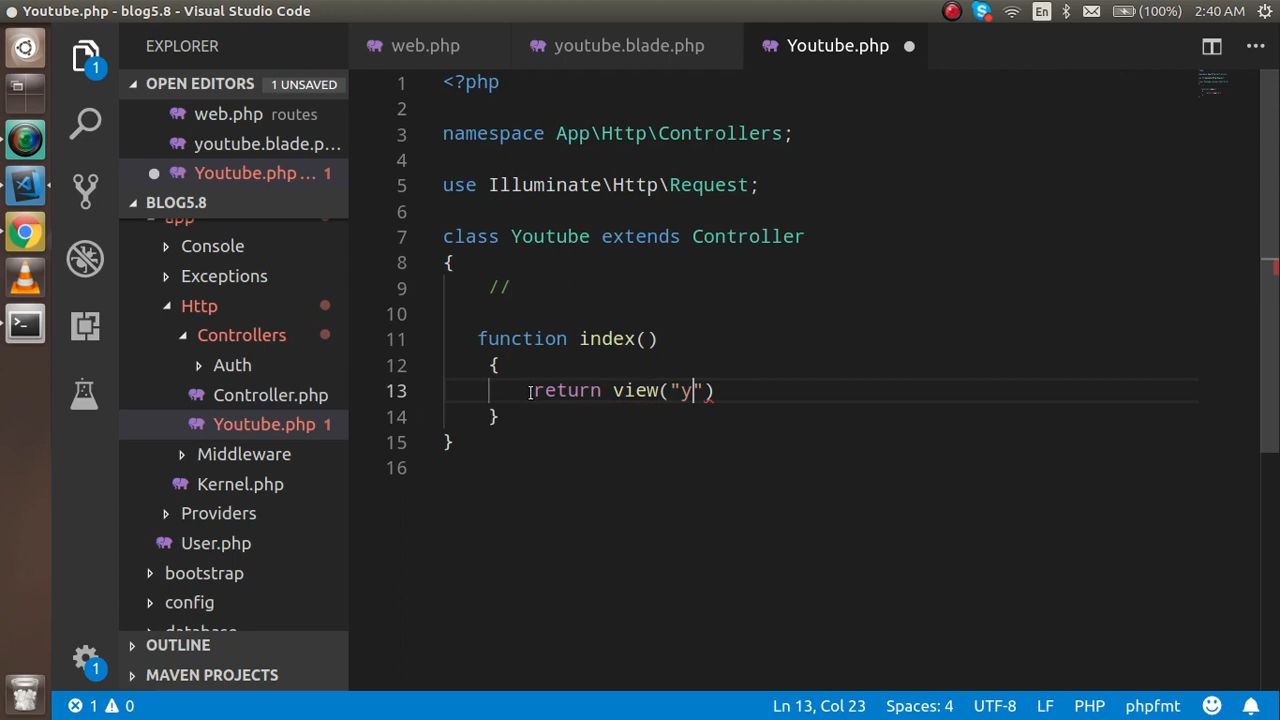 Youtube.php - blog5.8 - Visual Studio Code
En
(100%)
2:40 AM
EXPLORER
web.php
youtube.blade.php
Youtube.php
1
OPEN EDITORS
1 UNSAVED
web.php routes
youtube.blade.p...
Youtube.php ... 1
BLOG5.8
app
Console
Exceptions
Http
Controllers
Auth
Controller.php
Youtube.php 1
Middleware
Kernel.php
Providers
User.php
bootstrap
config
database
OUTLINE
MAVEN PROJECTS
1
1 <?php
2
3 namespace App\Http\Controllers;
4
5 use Illuminate\Http\Request;
6
7 class Youtube extends Controller
8 {
9 //
10
11 function index()
12 {
13 return view("y")
14 }
15 }
16
1 0
Ln 13, Col 23
Spaces: 4
UTF-8
LF
PHP
phpfmt